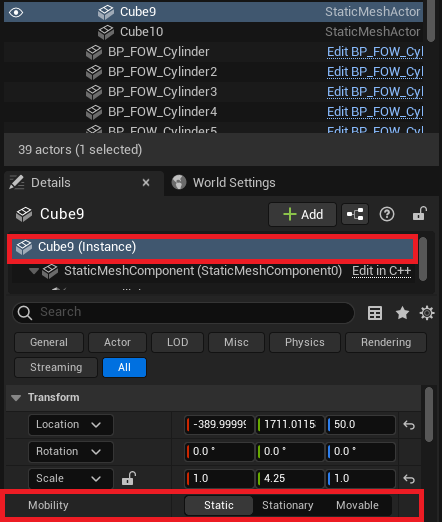 Cube9 StaticMeshActor
Cube10 StaticMeshActor
BP_FOW_Cylinder Edit BP_FOW_Cyl
BP_FOW_Cylinder2 Edit BP_FOW_Cyl
BP_FOW_Cylinder3 Edit BP_FOW_Cyl
BP_FOW_Cylinder4 Edit BP_FOW_Cyl
BP_FOW_Cylinder5 Edit BP_FOW_Cyl
39 actors (1 selected)
Details × World Settings
Cube9 + Add
Cube9 (Instance)
StaticMeshComponent (StaticMeshComponent0) Edit in C++
Search
General Actor LOD Misc Physics Rendering
Streaming All
Transform
Location -389.99999 1711.0115 50.0
Rotation 0.0 ° 0.0 ° 0.0 °
Scale 1.0 4.25 1.0
Mobility Static Stationary Movable